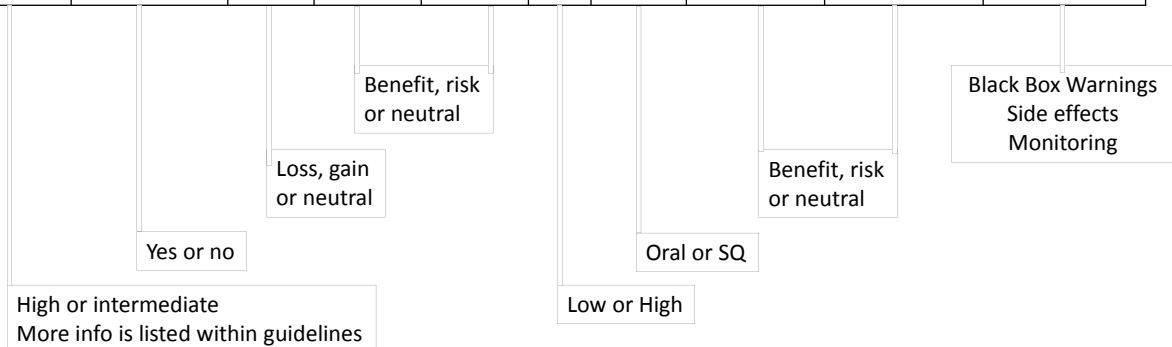 Benefit, risk
or neutral
Black Box Warnings
Side effects
Monitoring
Loss, gain
or neutral
Benefit, risk
or neutral
Yes or no
Oral or SQ
High or intermediate
More info is listed within guidelines
Low or High